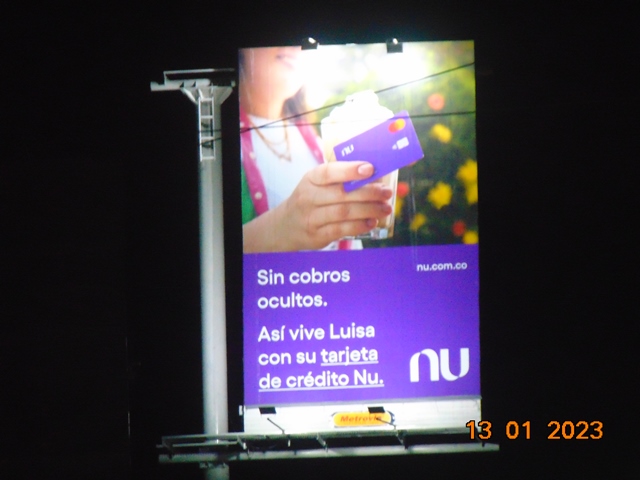 nu
nu.com.co
Sin cobros
ocultos.
Así vive Luisa
con su tarjeta
de crédito Nu.
nu
13 01 2023